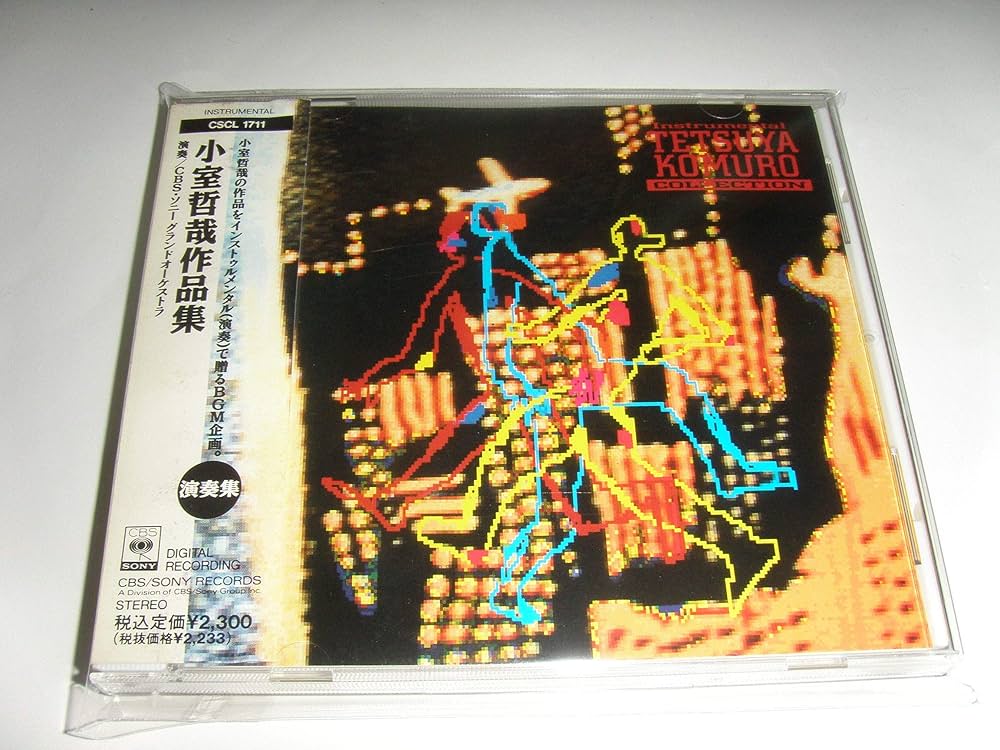 INSTRUMENTAL
CSCL 1711
小室哲哉作品集
演奏/CBS・ソニーグランドオーケストラ
小室哲哉の作品をインストゥルメンタル(演奏)で贈るBGM企画。
演奏集
CBS
SONY
DIGITAL
RECORDING
CBS/SONY RECORDS
A Division of CBS/Sony Group Inc.
STEREO
税込定価¥2,300
(税抜価格¥2,233)
Instrumental
TETSUYA
KOMURO
COLLECTION